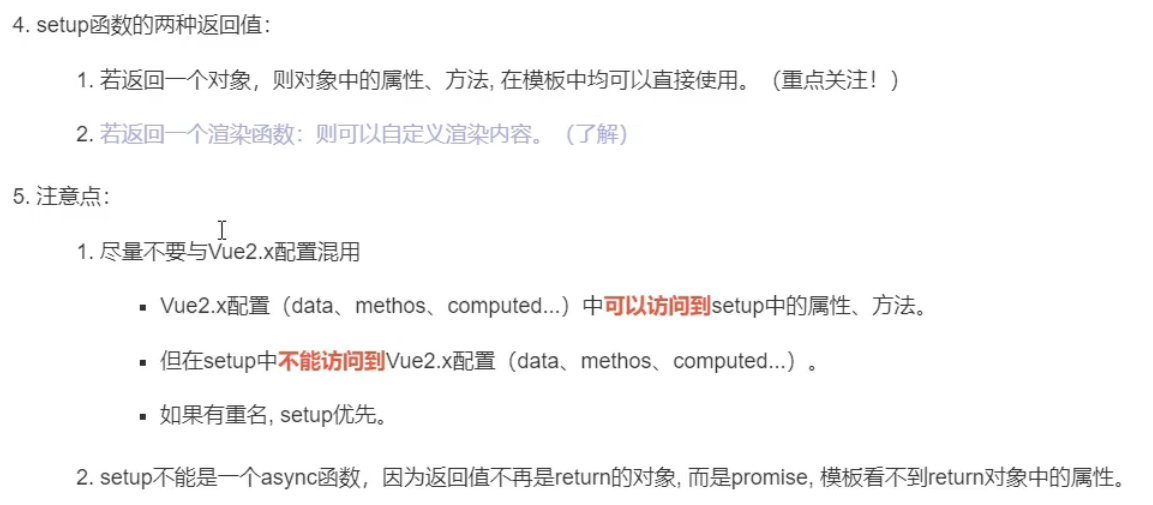 4. setup函数的两种返回值：
1. 若返回一个对象，则对象中的属性、方法, 在模板中均可以直接使用。（重点关注！）
2. 若返回一个渲染函数：则可以自定义渲染内容。（了解）
5. 注意点：
1. 尽量不要与Vue2.x配置混用
▪ Vue2.x配置（data、methos、computed...）中可以访问到setup中的属性、方法。
▪ 但在setup中不能访问到Vue2.x配置（data、methos、computed...）。
▪ 如果有重名, setup优先。
2. setup不能是一个async函数，因为返回值不再是return的对象, 而是promise, 模板看不到return对象中的属性。